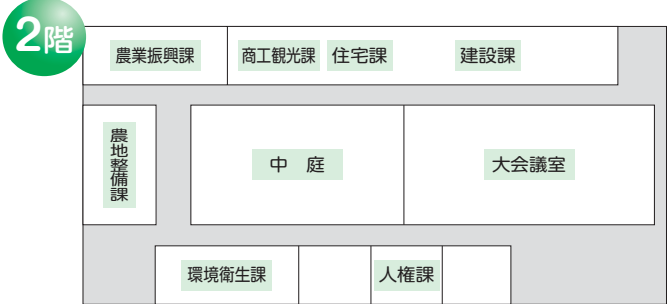 2階
農業振興課
商工観光課
住宅課
建設課
農地整備課
中 庭
大会議室
環境衛生課
人権課